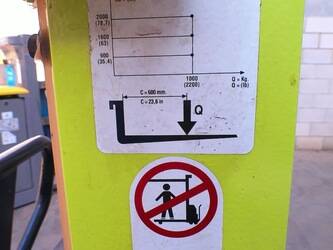 2000
(78,7)
1600
(63)
900
(35,4)
1000
(2200)
Q = Kg.
Q = (lb)
C = 600 mm.
C = 23,6 in
Q